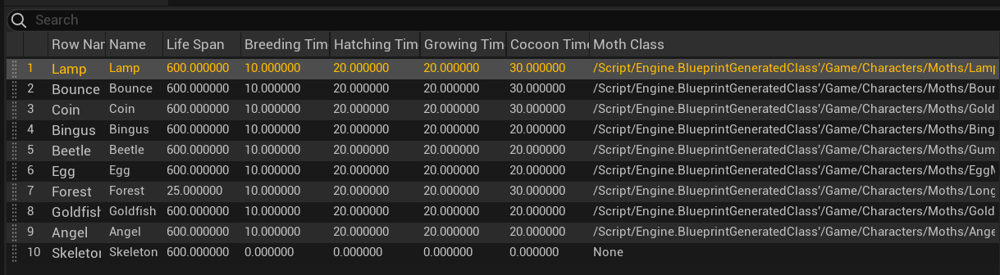 Search
Row Nar Name Life Span Breeding Tim Hatching Tim Growing Tim Cocoon Time Moth Class
1 Lamp Lamp 600.000000 10.000000 20.000000 20.000000 30.000000 /Script/Engine.BlueprintGeneratedClass'/Game/Characters/Moths/Lamp
2 Bounce Bounce 600.000000 10.000000 20.000000 20.000000 30.000000 /Script/Engine.BlueprintGeneratedClass'/Game/Characters/Moths/Boun
3 Coin Coin 600.000000 10.000000 20.000000 20.000000 30.000000 /Script/Engine.BlueprintGeneratedClass'/Game/Characters/Moths/Gold
4 Bingus Bingus 600.000000 10.000000 20.000000 20.000000 20.000000 /Script/Engine.BlueprintGeneratedClass'/Game/Characters/Moths/Bing
5 Beetle Beetle 600.000000 10.000000 20.000000 20.000000 20.000000 /Script/Engine.BlueprintGeneratedClass'/Game/Characters/Moths/Gum
6 Egg Egg 600.000000 10.000000 20.000000 20.000000 20.000000 /Script/Engine.BlueprintGeneratedClass'/Game/Characters/Moths/EggM
7 Forest Forest 25.000000 10.000000 20.000000 20.000000 30.000000 /Script/Engine.BlueprintGeneratedClass'/Game/Characters/Moths/Long
8 Goldfish Goldfish 600.000000 10.000000 20.000000 20.000000 20.000000 /Script/Engine.BlueprintGeneratedClass'/Game/Characters/Moths/Gold
9 Angel Angel 600.000000 10.000000 20.000000 20.000000 20.000000 /Script/Engine.BlueprintGeneratedClass'/Game/Characters/Moths/Ange
10 Skeleton Skeleton 600.000000 0.000000 0.000000 0.000000 0.000000 None